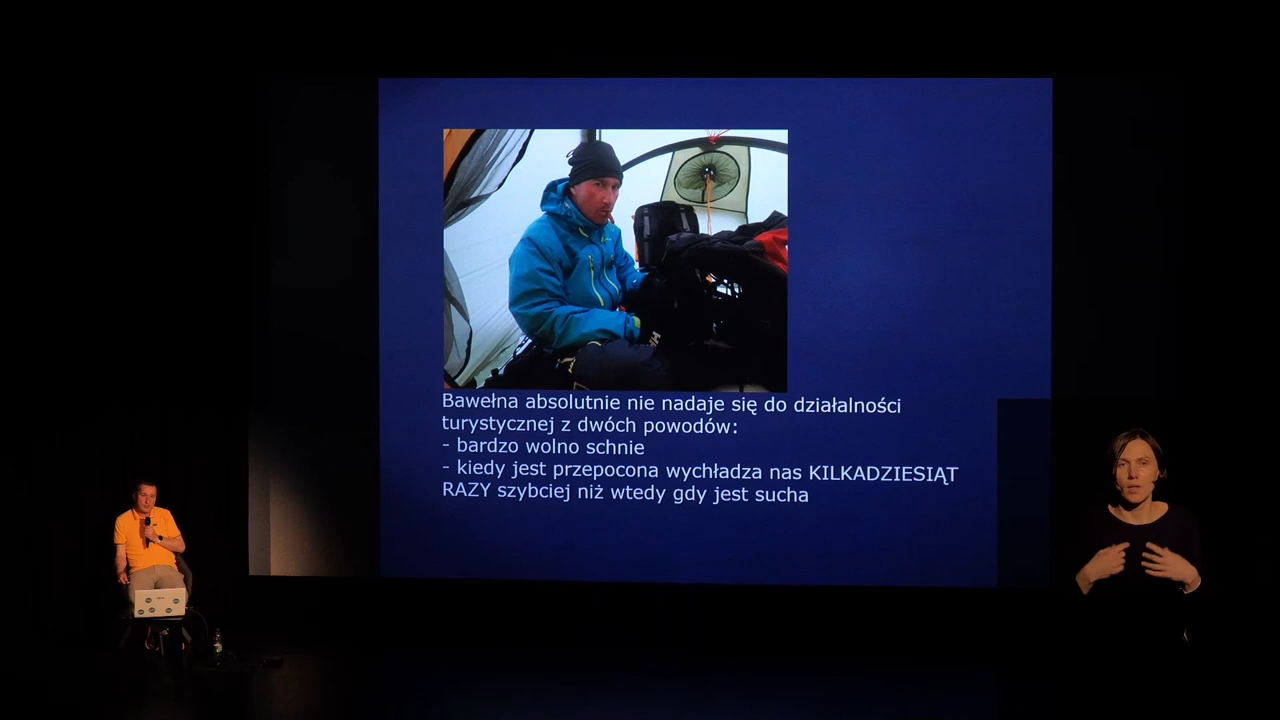 Bawełna absolutnie nie nadaje się do działalności
turystycznej z dwóch powodów:
- bardzo wolno schnie
- kiedy jest przepocona wychładza nas KILKADZIESIĄT
RAZY szybciej niż wtedy gdy jest sucha